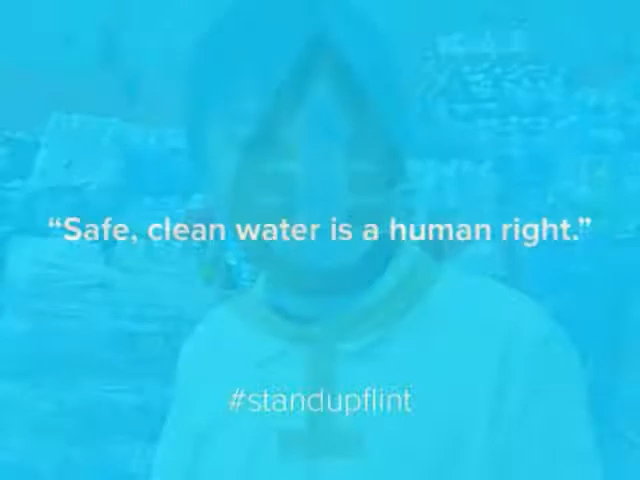 “Safe, clean water is a human right.”
#standupflint